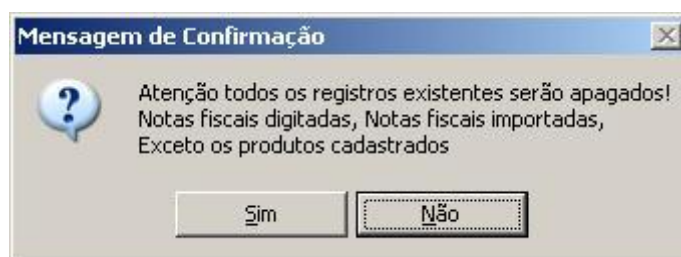 Mensagem de Confirmação
Atenção todos os registros existentes serão apagados!
Notas fiscais digitadas, Notas fiscais importadas,
Exceto os produtos cadastrados
Sim Não